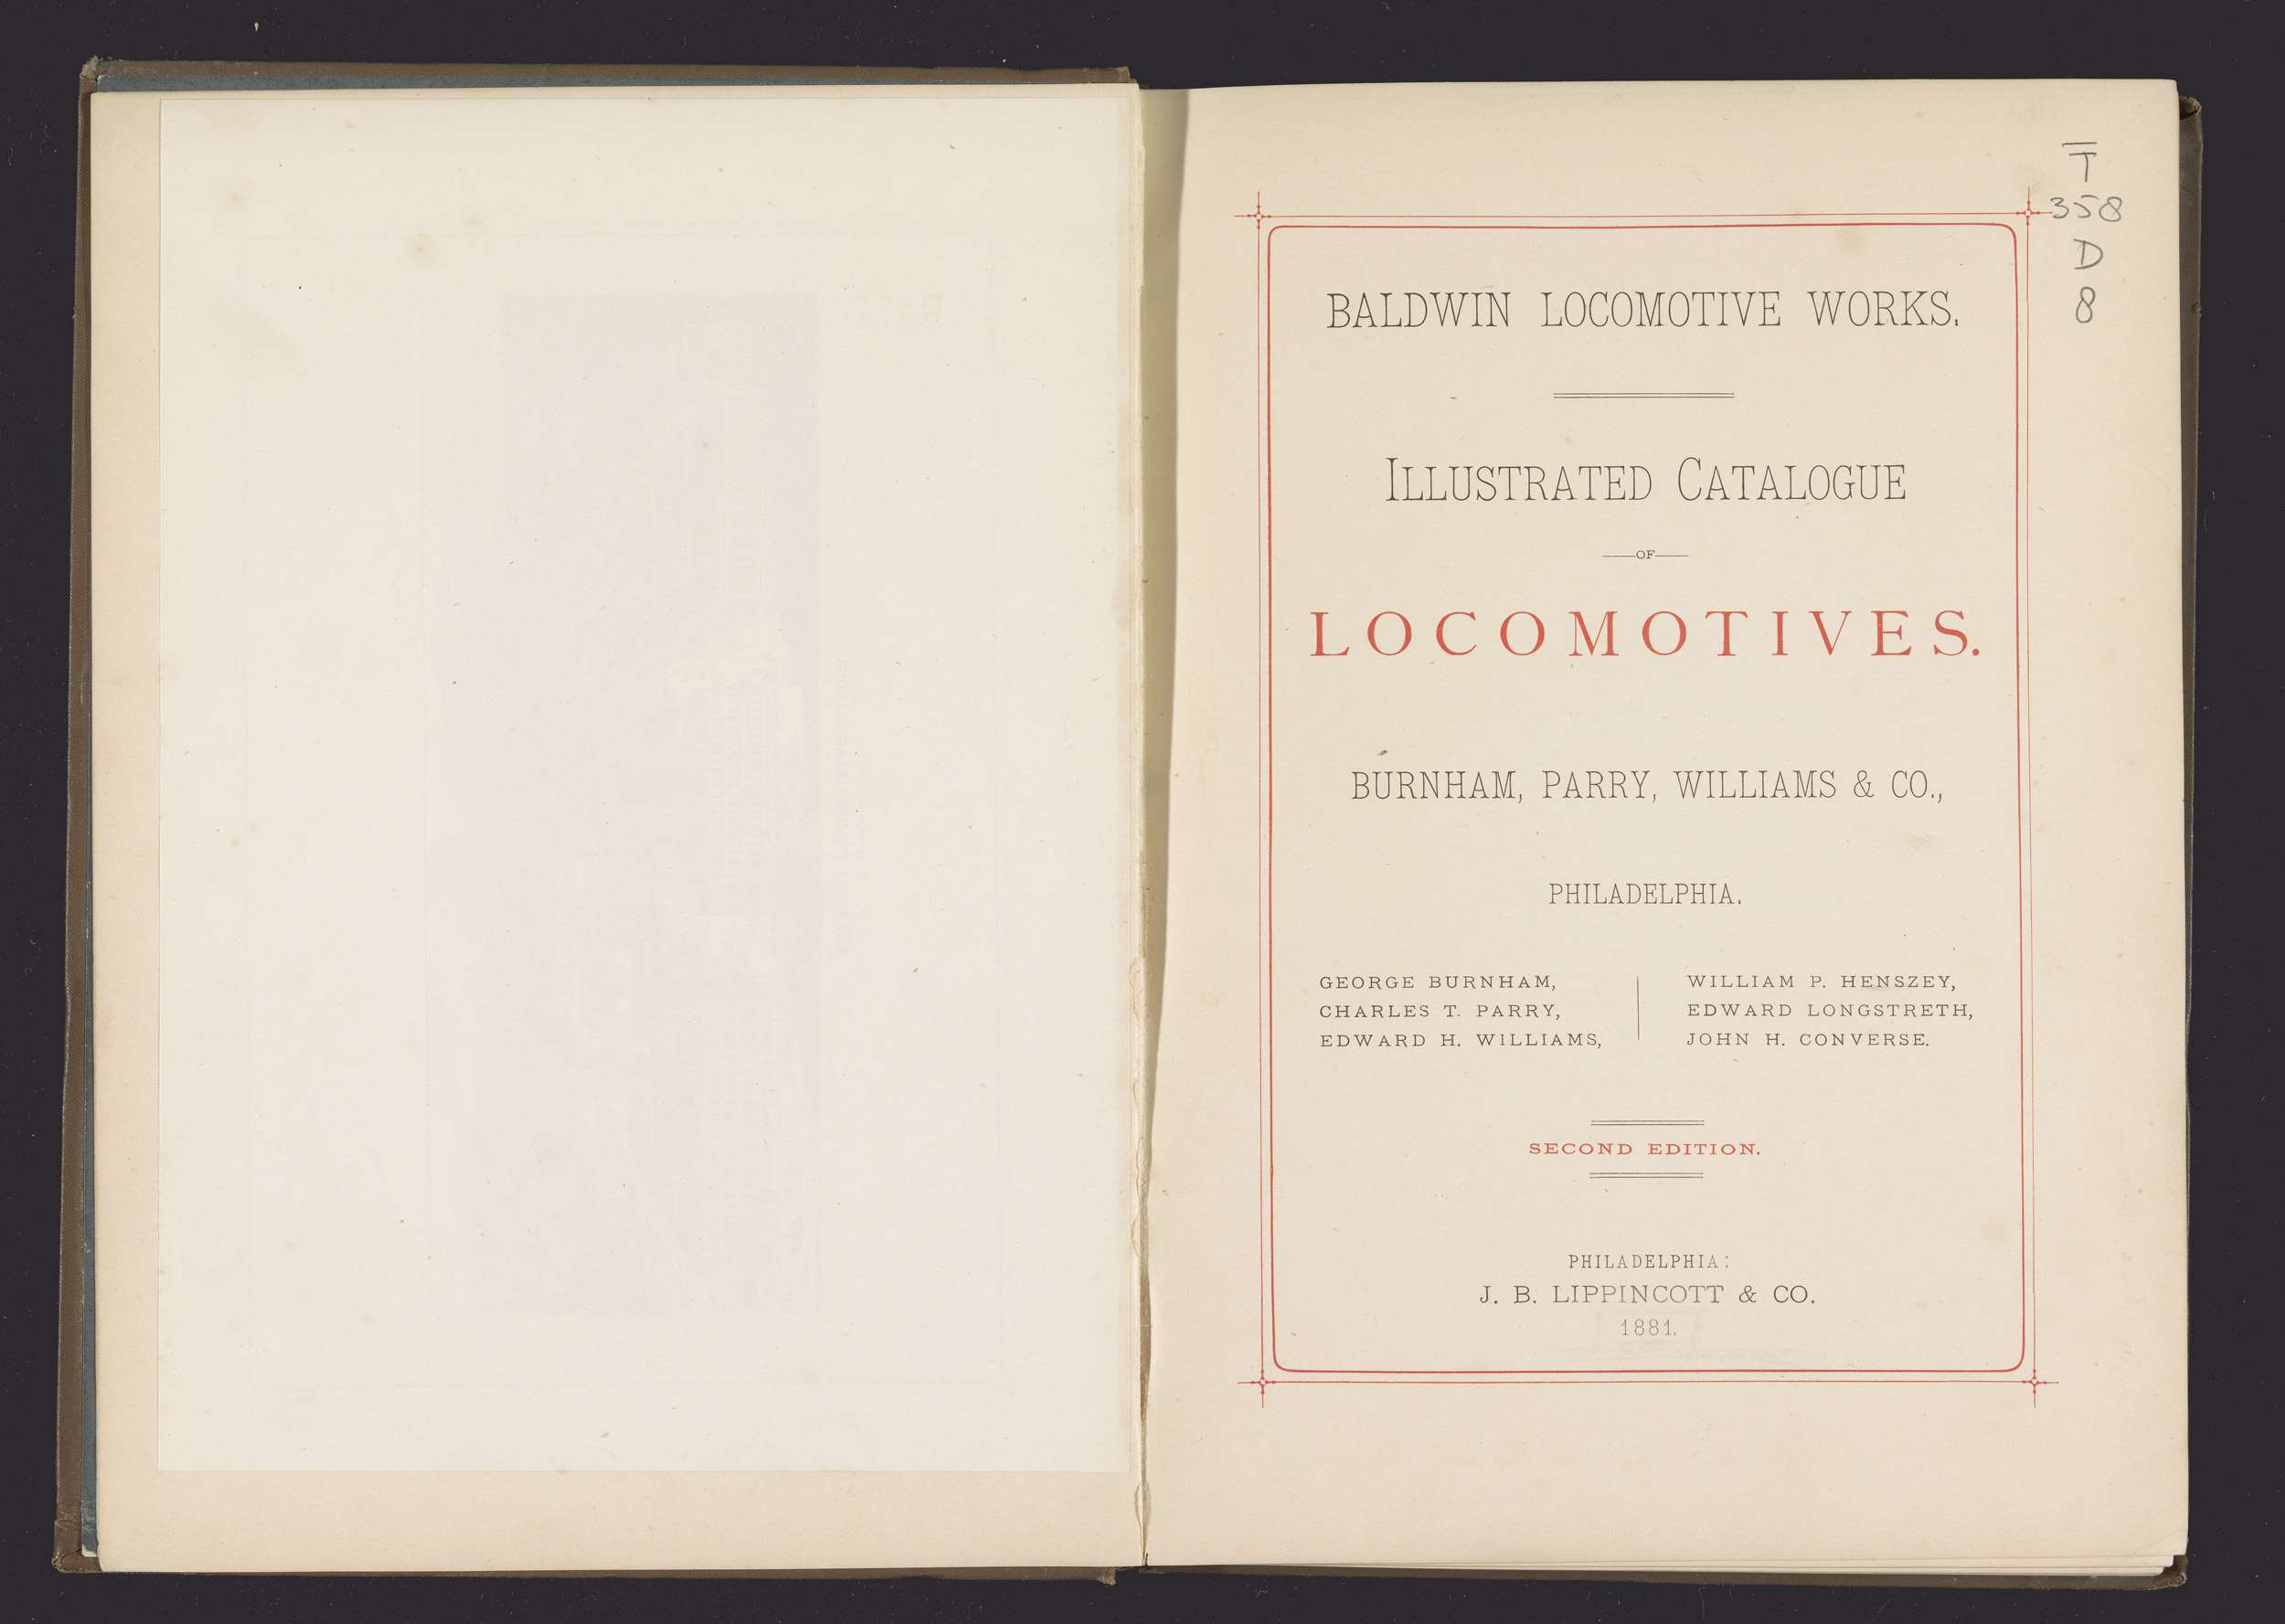 T
358
D
8
BALDWIN LOCOMOTIVE WORKS.
ILLUSTRATED CATALOGUE
OF
LOCOMOTIVES.
BURNHAM, PARRY, WILLIAMS & CO.,
PHILADELPHIA.
GEORGE BURNHAM,
CHARLES T. PARRY,
EDWARD H. WILLIAMS,
WILLIAM P. HENSZEY,
EDWARD LONGSTRETH,
JOHN H. CONVERSE.
SECOND EDITION.
PHILADELPHIA:
J. B. LIPPINCOTT & CO.
1881.